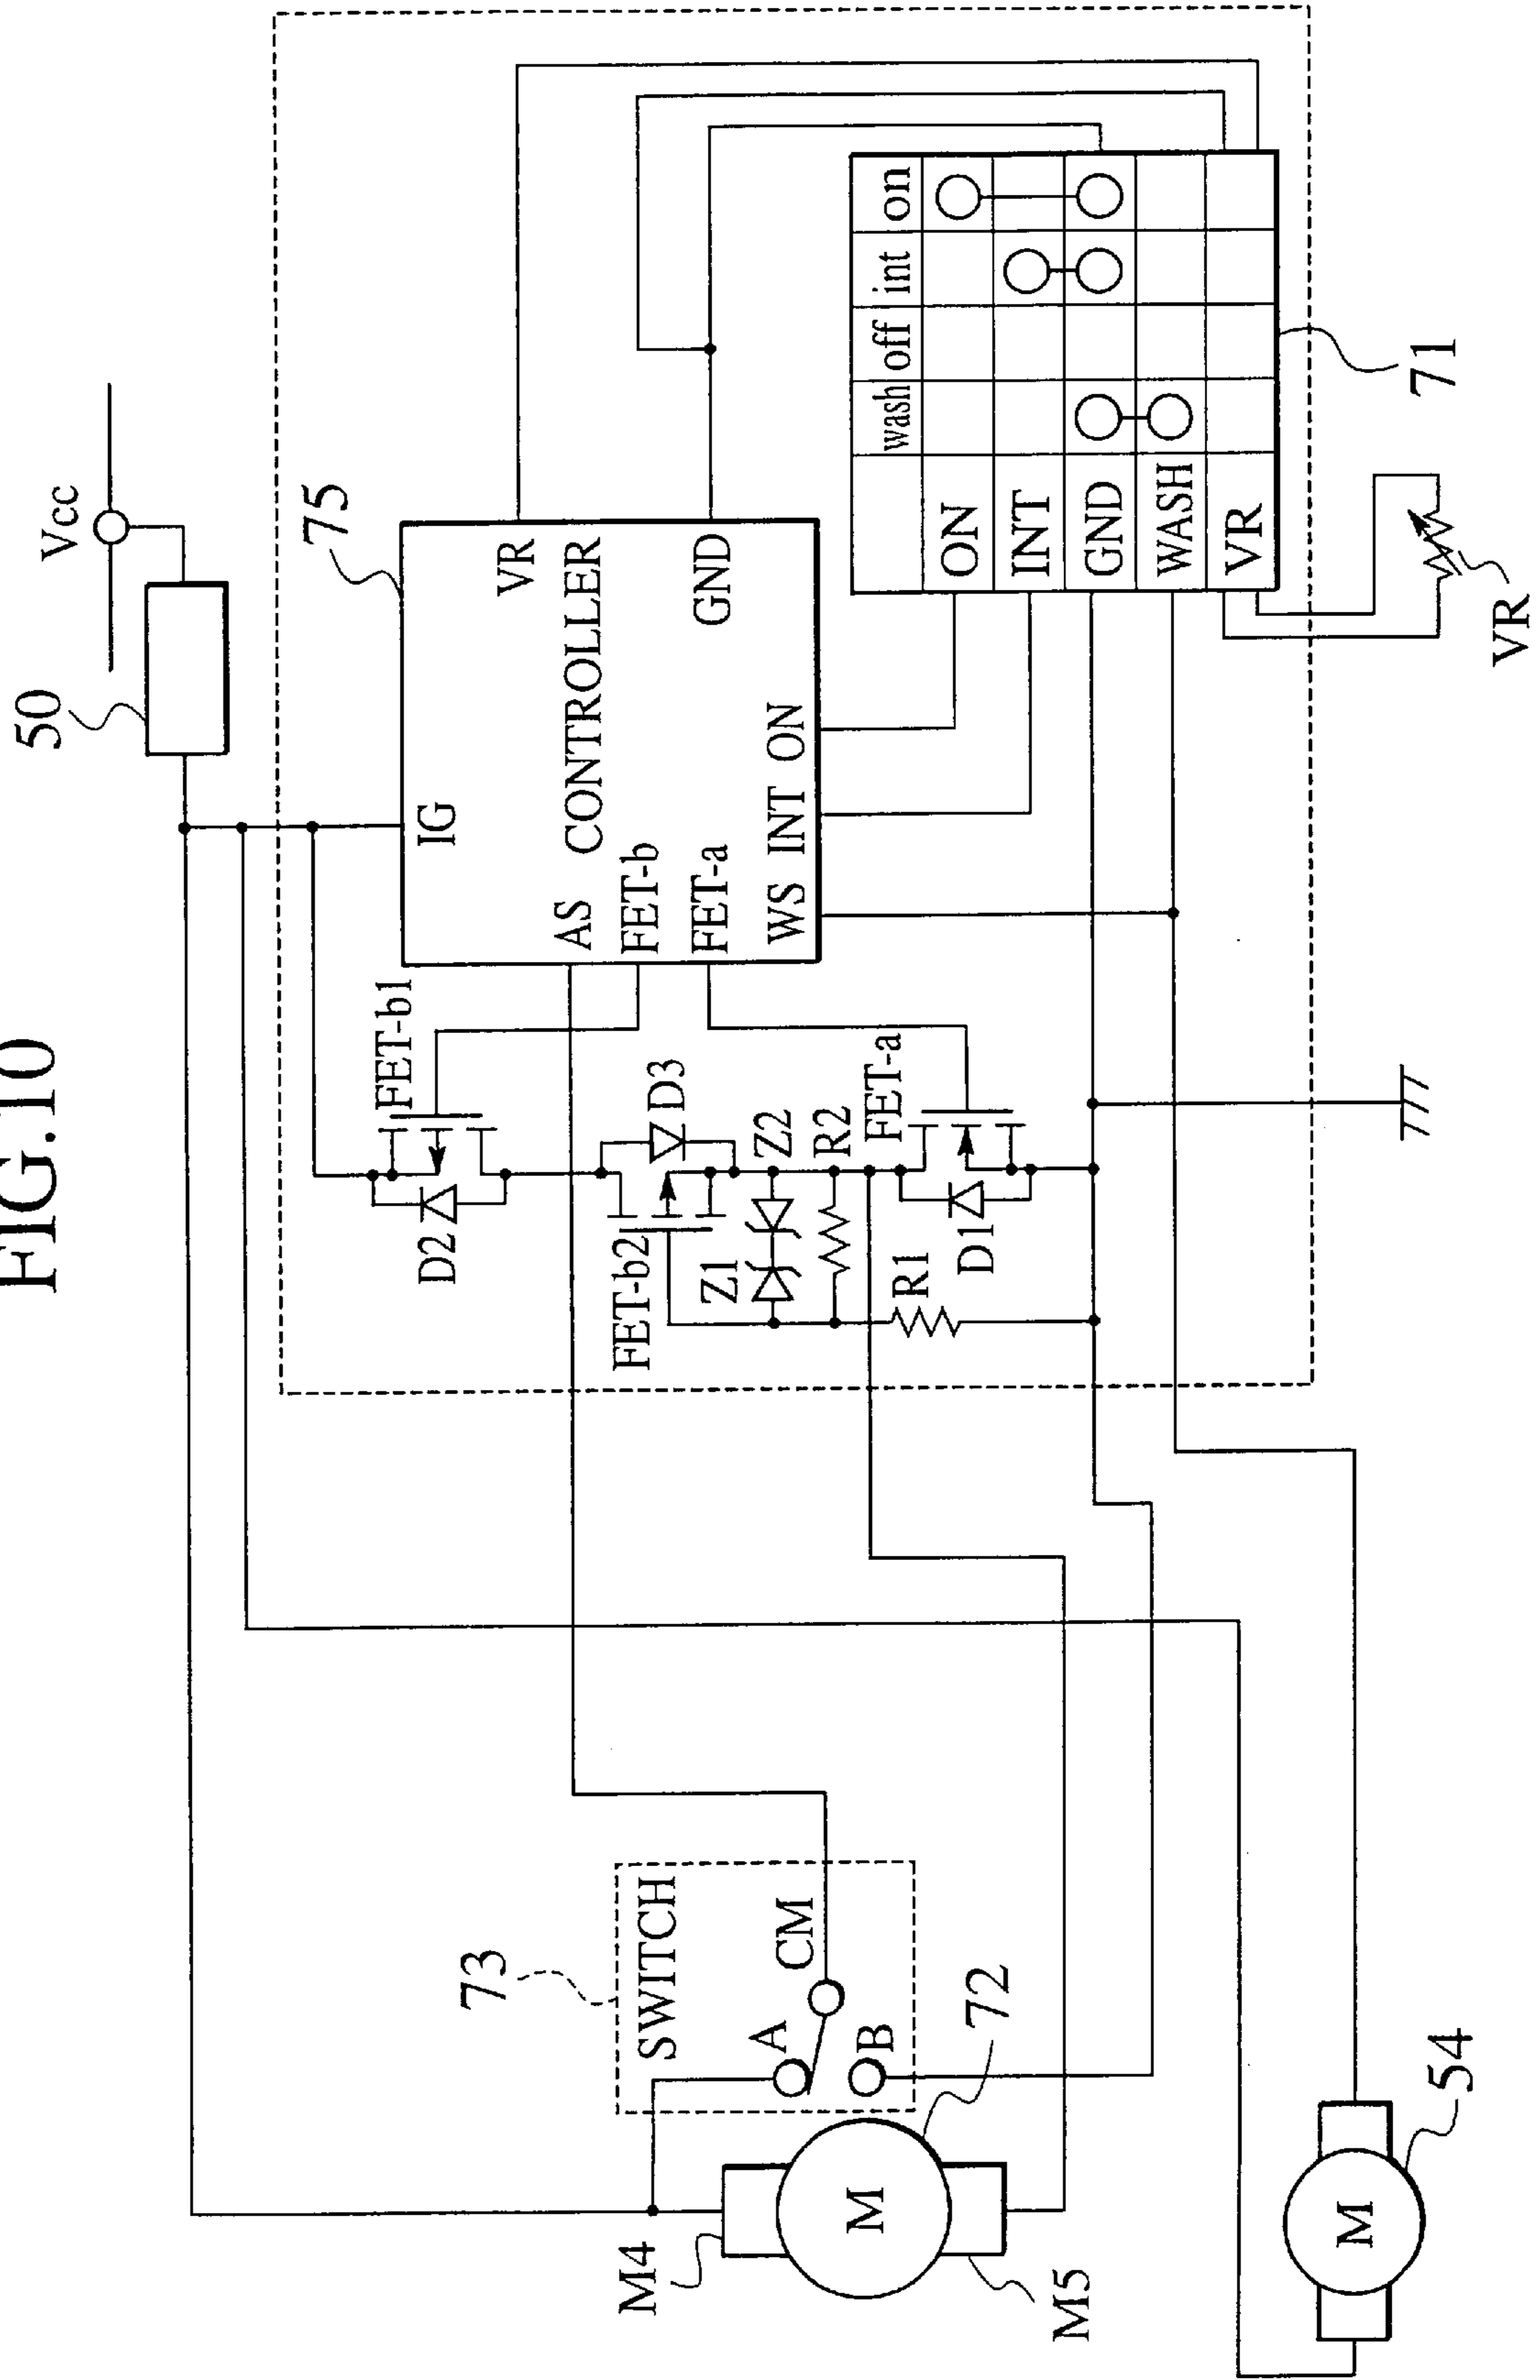 FIG.10
Vcc
50
75
IG
VR
AS
CONTROLLER
FET-b
FET-a
GND
WS INT ON
FET-b1
D2
D3
FET-b2
Z1
Z2
R2
FET-a
R1
D1
wash off int on
ON
INT
GND
WASH
VR
71
VR
73
SWITCH
A
CM
B
72
M4
M
M5
M
54